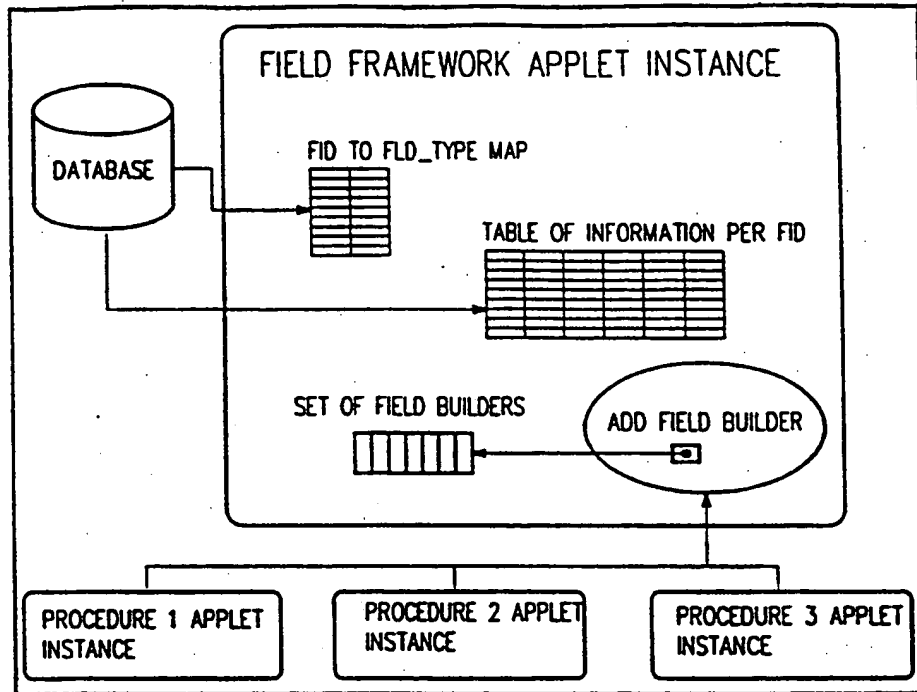 FIELD FRAMEWORK APPLET INSTANCE
DATABASE
FID TO FLD_TYPE MAP
TABLE OF INFORMATION PER FID
SET OF FIELD BUILDERS
ADD FIELD BUILDER
PROCEDURE 1 APPLET
INSTANCE
PROCEDURE 2 APPLET
INSTANCE
PROCEDURE 3 APPLET
INSTANCE